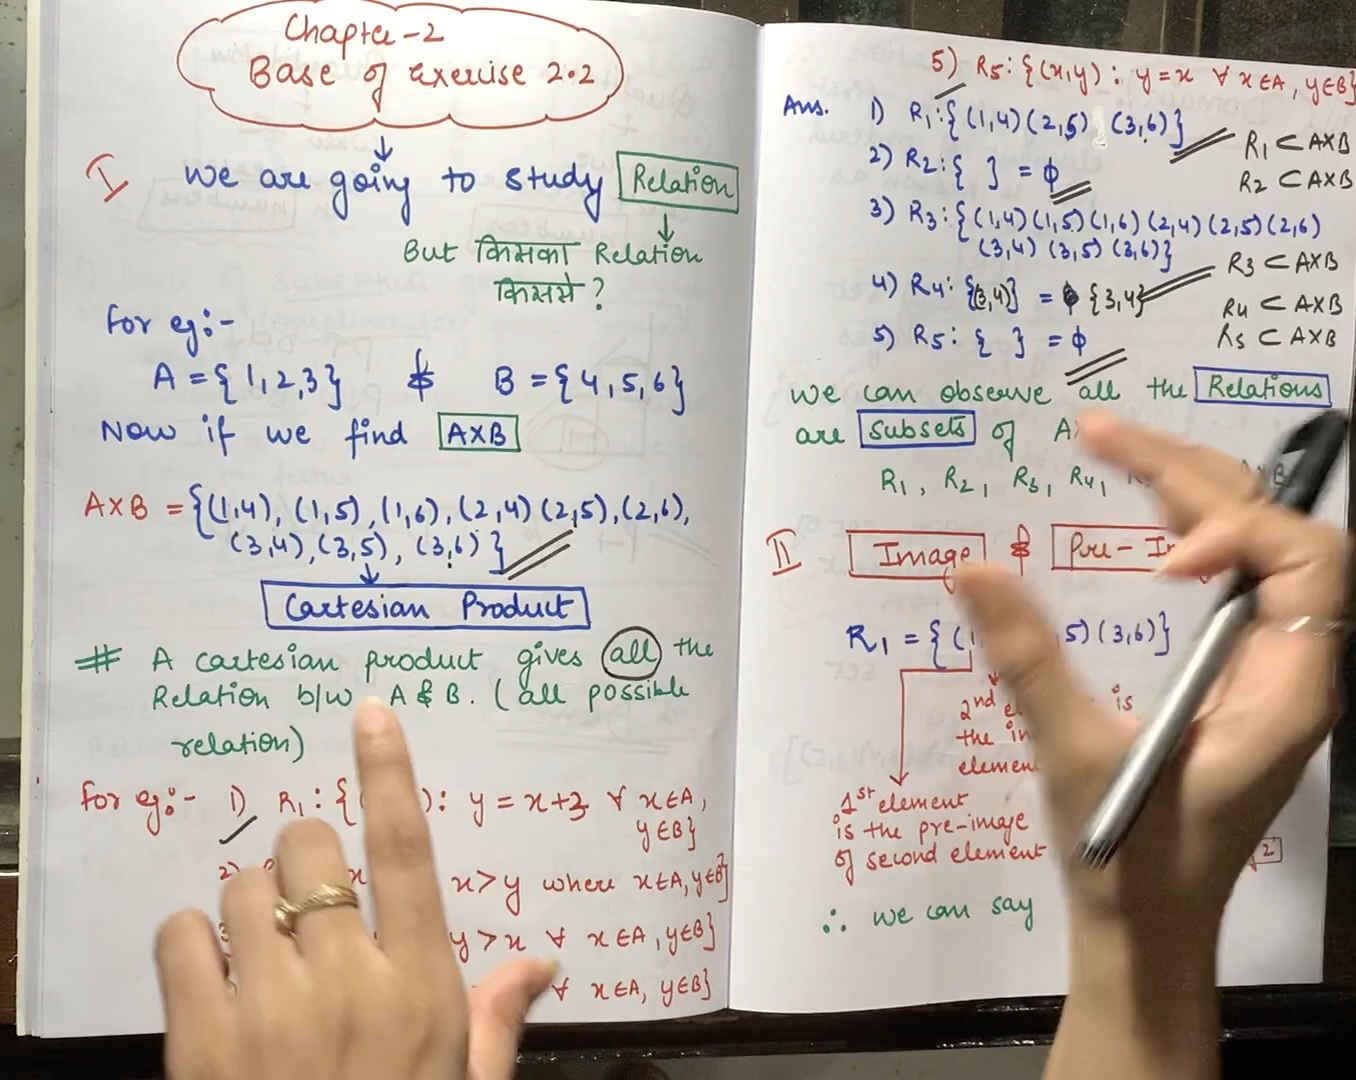 Chapter-2
Base of exercise 2.2
I We are going to study Relation
But किसका Relation
किससे ?
For eg:-
A = {1,2,3} & B = {4,5,6}
Now if we find A×B
A×B = {(1,4), (1,5), (1,6), (2,4) (2,5), (2,6),
(3,4), (3,5), (3,6)}
Cartesian Product
# A cartesian product gives all the
Relation b/w A & B. (all possible
relation)
For eg:- 1) R₁ : { ) : y = x+3 ∀ x∈A,
y∈B}
2) x>y where x∈A, y∈B}
y>x ∀ x∈A, y∈B}
∀ x∈A, y∈B}
5) R5 : {(x,y) : y = x ∀ x∈A, y∈B}
Ans. 1) R₁ : {(1,4) (2,5) (3,6)}
R₁ ⊂ A×B
2) R2 : { } = ϕ
R2 ⊂ A×B
3) R3 : {(1,4) (1,5) (1,6) (2,4) (2,5) (2,6)
(3,4) (3,5) (3,6)}
R3 ⊂ A×B
4) R4 : {(3,4)} = {3,4}
R4 ⊂ A×B
5) R5 : { } = ϕ
R5 ⊂ A×B
We can observe all the Relations
are Subsets of A
R₁, R2, R3, R4,
II Image & Pre-
R₁ = { 5) (3,6)}
2nd is
the
element
1st element
is the pre-image
of second element
∴ we can say